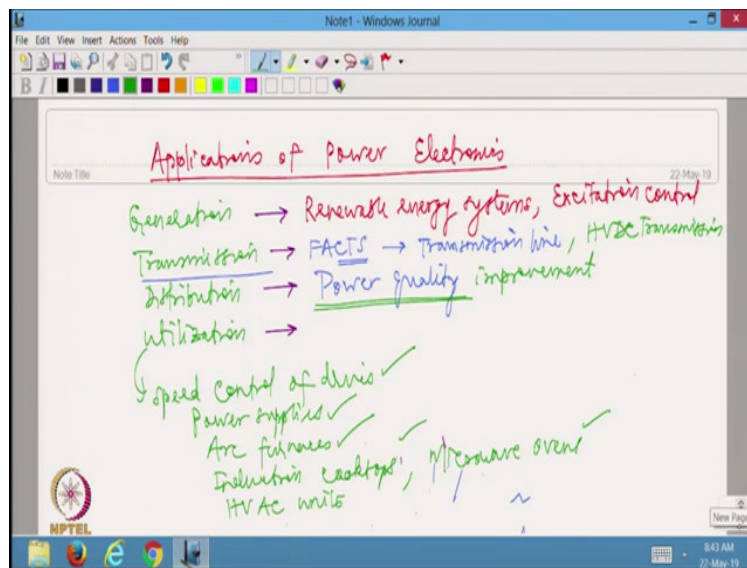 Note1 - Windows Journal
File Edit View Insert Actions Tools Help
B I
Applications of Power Electronics
Note Title
22-May-19
Generation → Renewable energy systems, Excitation control
Transmission → FACTS → Transmission line, HVDC Transmission
Distribution → Power quality improvement
Utilization →
↳ speed control of drives ✓
Power supplies ✓
Arc furnaces ✓
Induction cooktops ✓, Microwave ovens ✓
HVAC units
NPTEL
New Page
8:43 AM
22-May-19